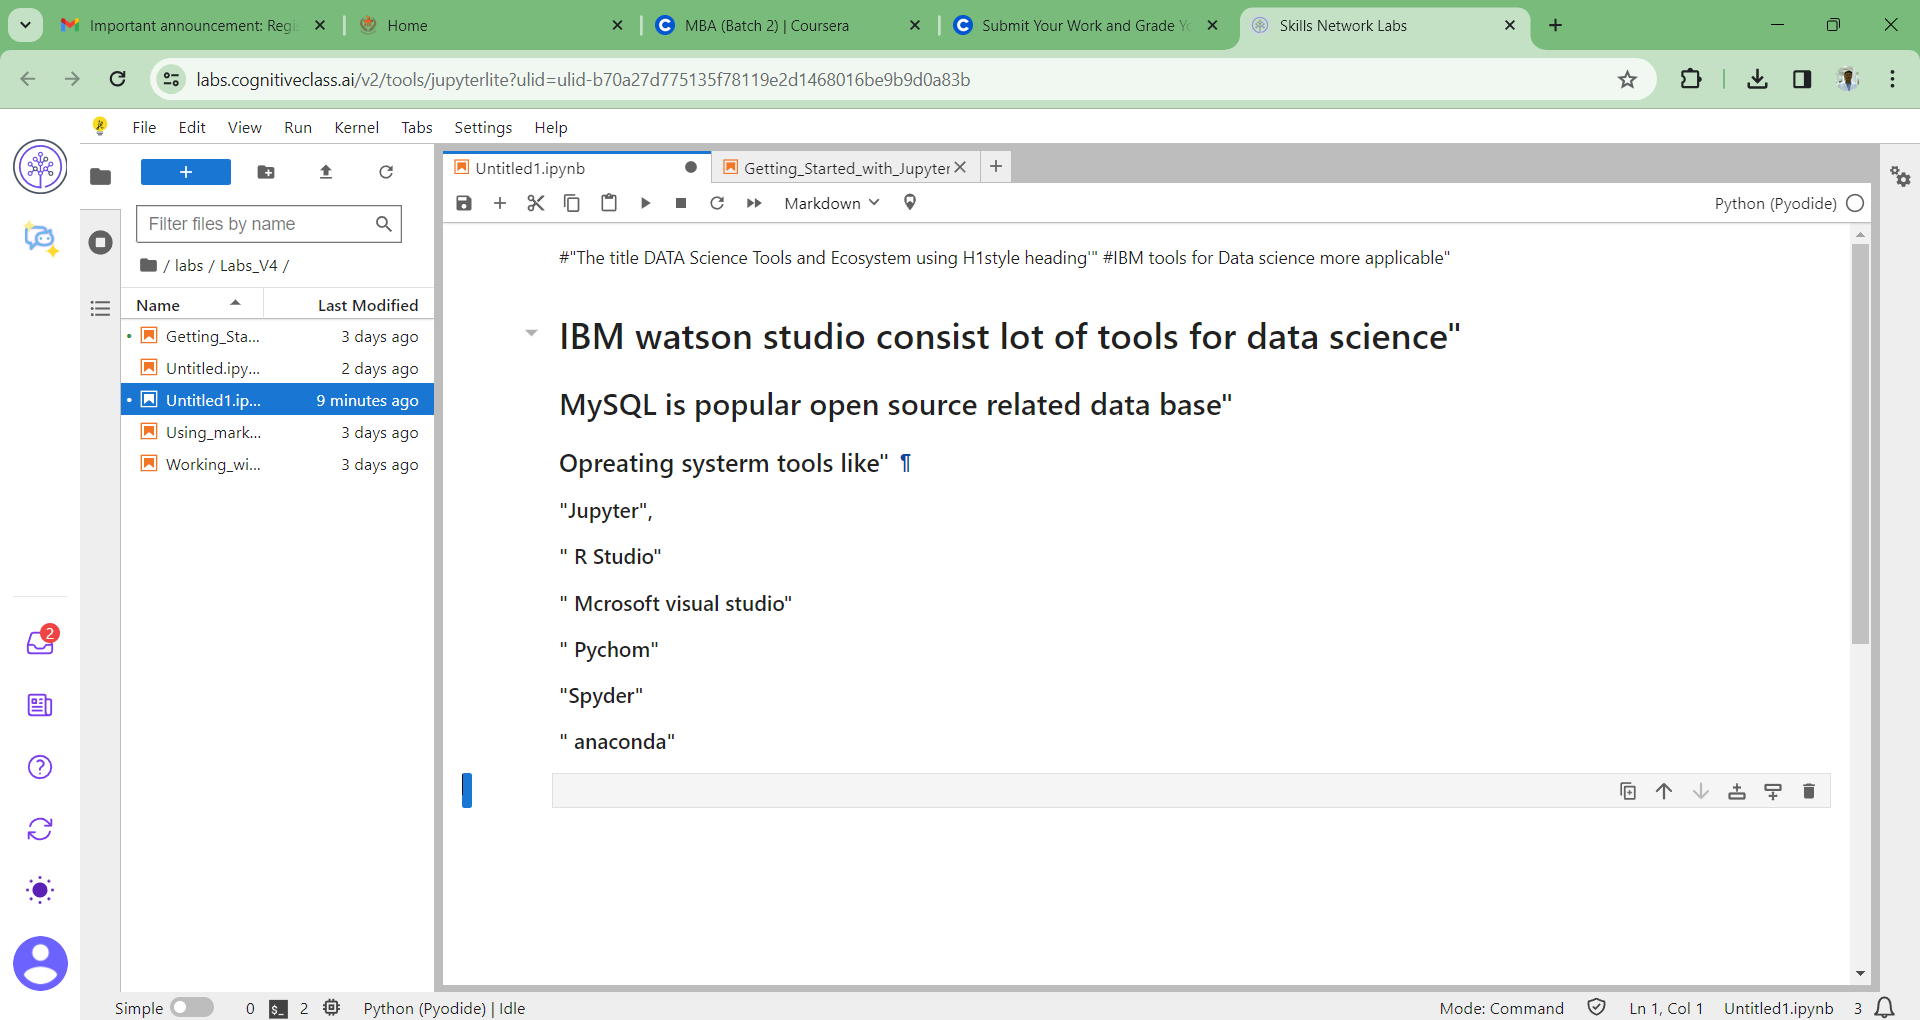 Important announcement: Regi
Home
MBA (Batch 2) | Coursera
Submit Your Work and Grade Yo
Skills Network Labs
labs.cognitiveclass.ai/v2/tools/jupyterlite?ulid=ulid-b70a27d775135f78119e2d1468016be9b9d0a83b
File Edit View Run Kernel Tabs Settings Help
Untitled1.ipynb
Getting_Started_with_Jupyter
Filter files by name
Markdown
Python (Pyodide)
/ labs / Labs_V4 /
Name Last Modified
Getting_Sta... 3 days ago
Untitled.ipy... 2 days ago
Untitled1.ip... 9 minutes ago
Using_mark... 3 days ago
Working_wi... 3 days ago
#"The title DATA Science Tools and Ecosystem using H1style heading'" #IBM tools for Data science more applicable"
IBM watson studio consist lot of tools for data science"
MySQL is popular open source related data base"
Opreating systerm tools like" ¶
"Jupyter",
" R Studio"
" Mcrosoft visual studio"
" Pychom"
"Spyder"
" anaconda"
2
Simple 0 $_ 2 Python (Pyodide) | Idle
Mode: Command Ln 1, Col 1 Untitled1.ipynb 3